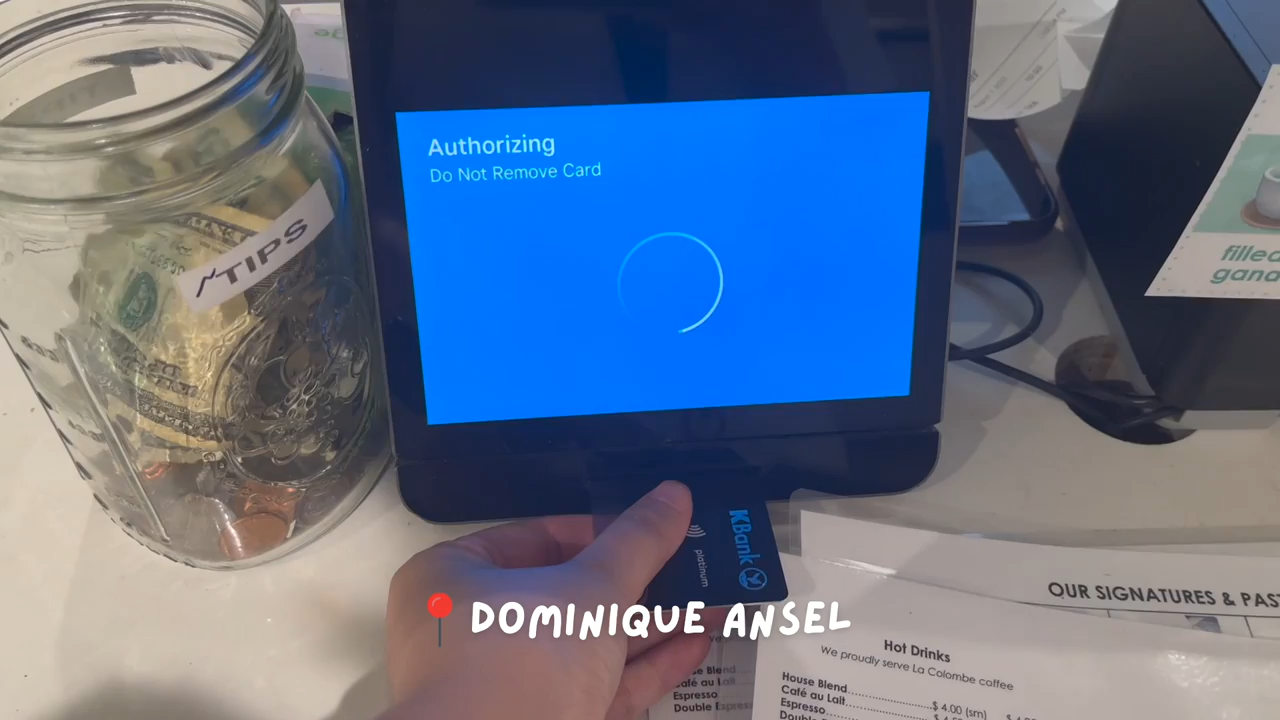 Authorizing
Do Not Remove Card
TIPS
filled
KBank
platinum
DOMINIQUE ANSEL
OUR SIGNATURES & PAST
Hot Drinks
We proudly serve La Colombe coffee
House Blend
$ 4.00 (sm)
Café au Lait
Espresso
House Blend
Café au Lait
Espresso
Double Espresso